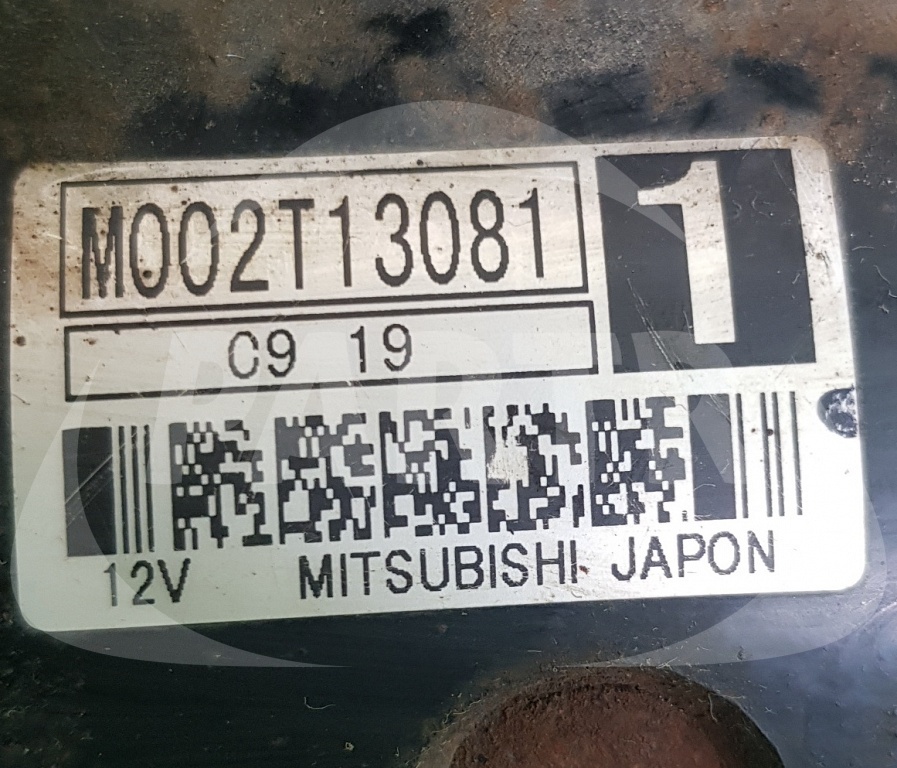 M002T13081
1
C9 19
12V MITSUBISHI JAPON